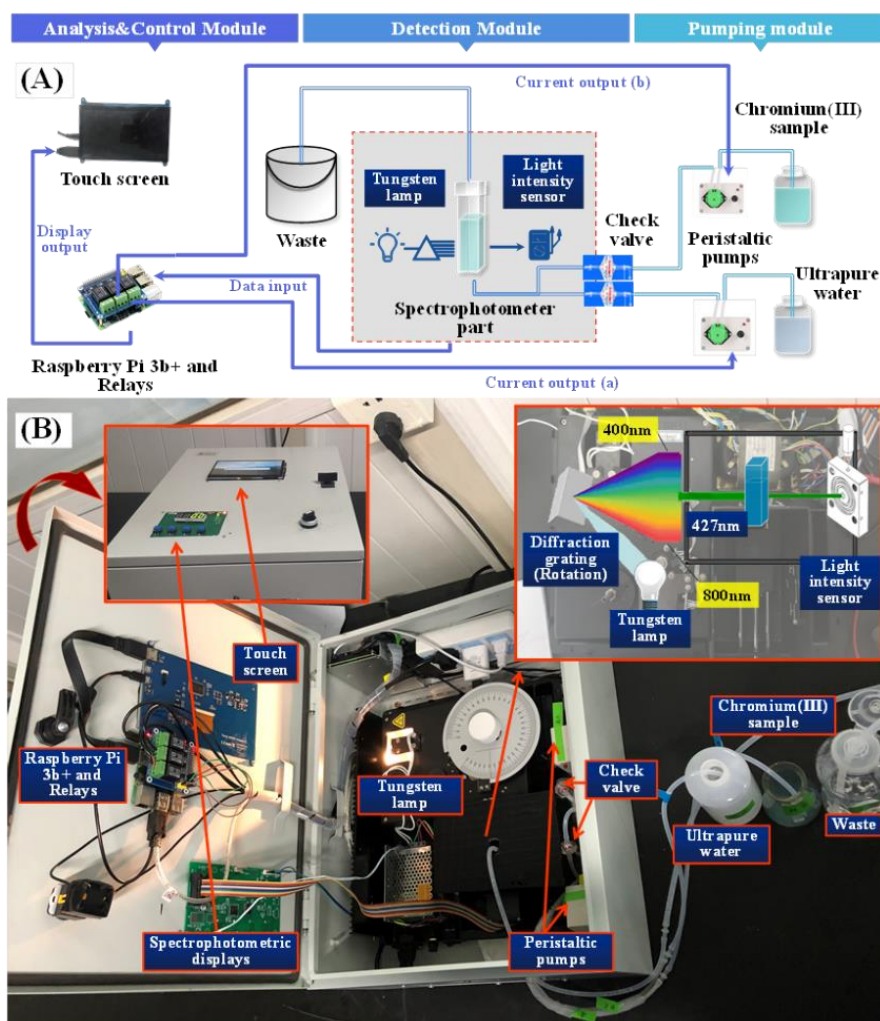 Analysis&Control Module
Detection Module
Pumping module
(A)
Current output (b)
Chromium(III)
sample
Touch screen
Tungsten
lamp
Light
intensity
sensor
Waste
Check
valve
Peristaltic
pumps
Display
output
Data input
Ultrapure
water
Spectrophotometer
part
Raspberry Pi 3b+ and
Relays
Current output (a)
(B)
400nm
427nm
Diffraction
grating
(Rotation)
800nm
Light
intensity
sensor
Tungsten
lamp
Touch
screen
Chromium(III)
sample
Raspberry Pi
3b+ and
Relays
Tungsten
lamp
Check
valve
Ultrapure
water
Waste
Spectrophotometric
displays
Peristaltic
pumps